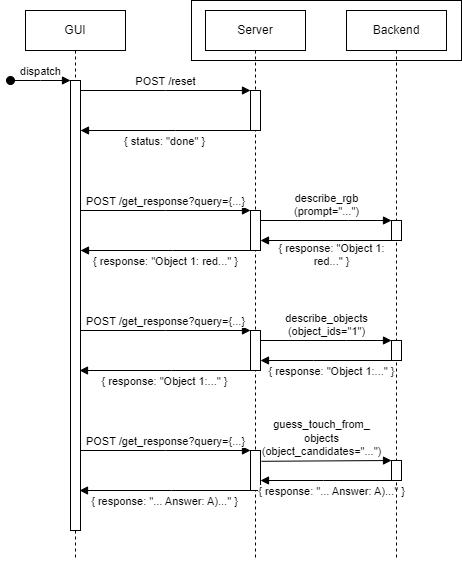 GUI
Server
Backend
dispatch
POST /reset
{ status: "done" }
POST /get_response?query={...}
describe_rgb
(prompt="...")
{ response: "Object 1: red..." }
{ response: "Object 1:
red..." }
POST /get_response?query={...}
describe_objects
(object_ids="1")
{ response: "Object 1:..." }
{ response: "Object 1:..." }
POST /get_response?query={...}
guess_touch_from_
objects
(object_candidates="...")
{ response: "... Answer: A)..." }
{ response: "... Answer: A)..." }